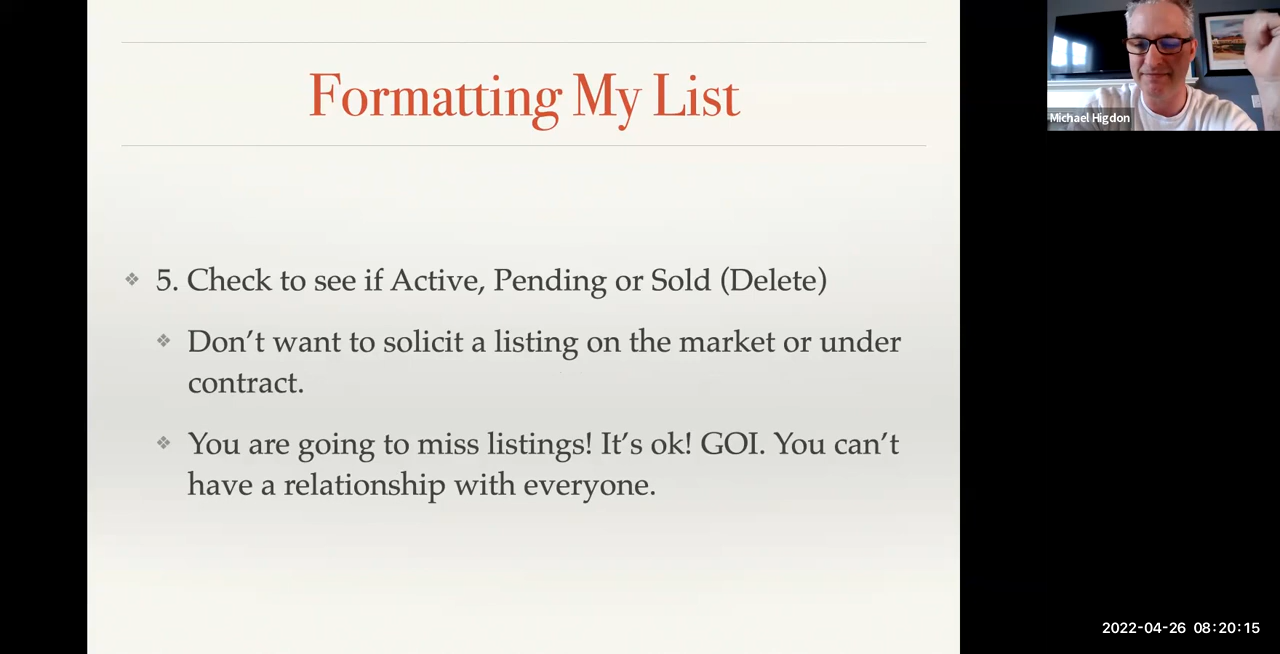 Formatting My List
5. Check to see if Active, Pending or Sold (Delete)
Don't want to solicit a listing on the market or under
contract.
You are going to miss listings! It's ok! GOI. You can't
have a relationship with everyone.
Michael Higdon
2022-04-26 08:20:15